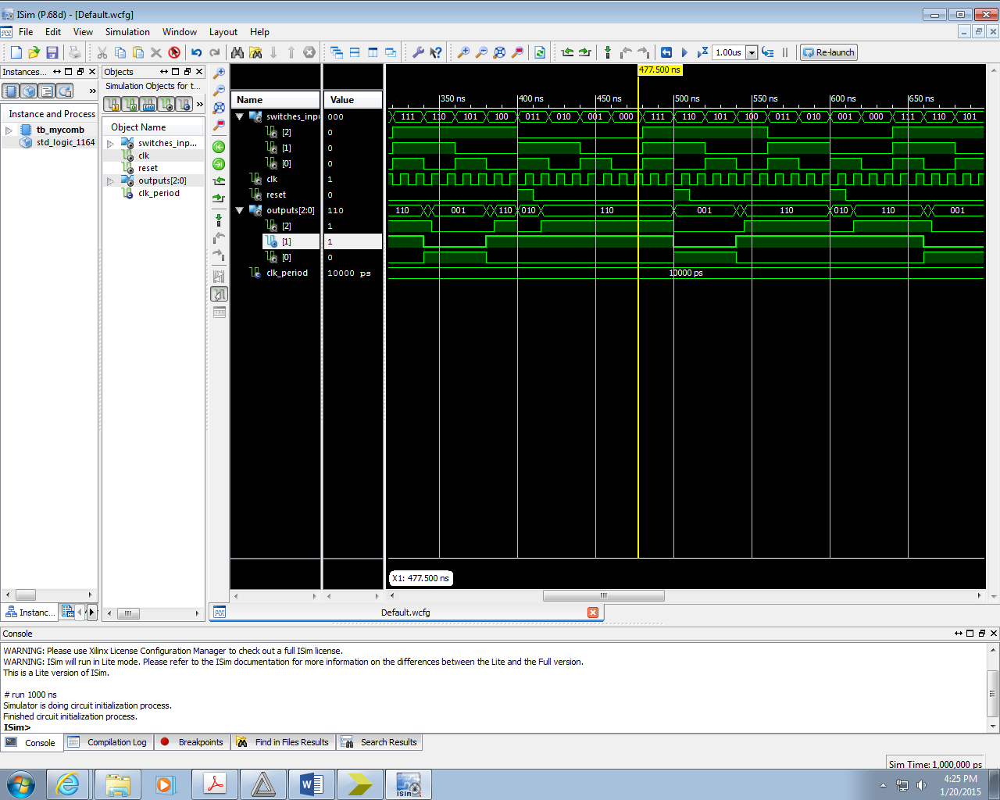 ISim (P.68d) - [Default.wcfg]
File Edit View Simulation Window Layout Help
1.00us Re-launch
Instances... Objects
Simulation Objects for t...
Instance and Process
tb_mycomb
std_logic_1164
Object Name
switches_inp...
clk
reset
outputs[2:0]
clk_period
Name Value
477.500 ns
350 ns 400 ns 450 ns 500 ns 550 ns 600 ns 650 ns
switches_inpu 000 111 110 101 100 011 010 001 000 111 110 101 100 011 010 001 000 111 110 101
[2] 0
[1] 0
[0] 0
clk 1
reset 0
outputs[2:0] 110 110 001 110 010 110 001 110 010 110 001
[2] 1
[1] 1
[0] 0
clk_period 10000 ps 10000 ps
X1: 477.500 ns
Instanc... Default.wcfg
Console
WARNING: Please use Xilinx License Configuration Manager to check out a full ISim license.
WARNING: ISim will run in Lite mode. Please refer to the ISim documentation for more information on the differences between the Lite and the Full version.
This is a Lite version of ISim.
# run 1000 ns
Simulator is doing circuit initialization process.
Finished circuit initialization process.
ISim>
Console Compilation Log Breakpoints Find in Files Results Search Results
Sim Time: 1,000,000 ps
ISim
4:25 PM
1/20/2015